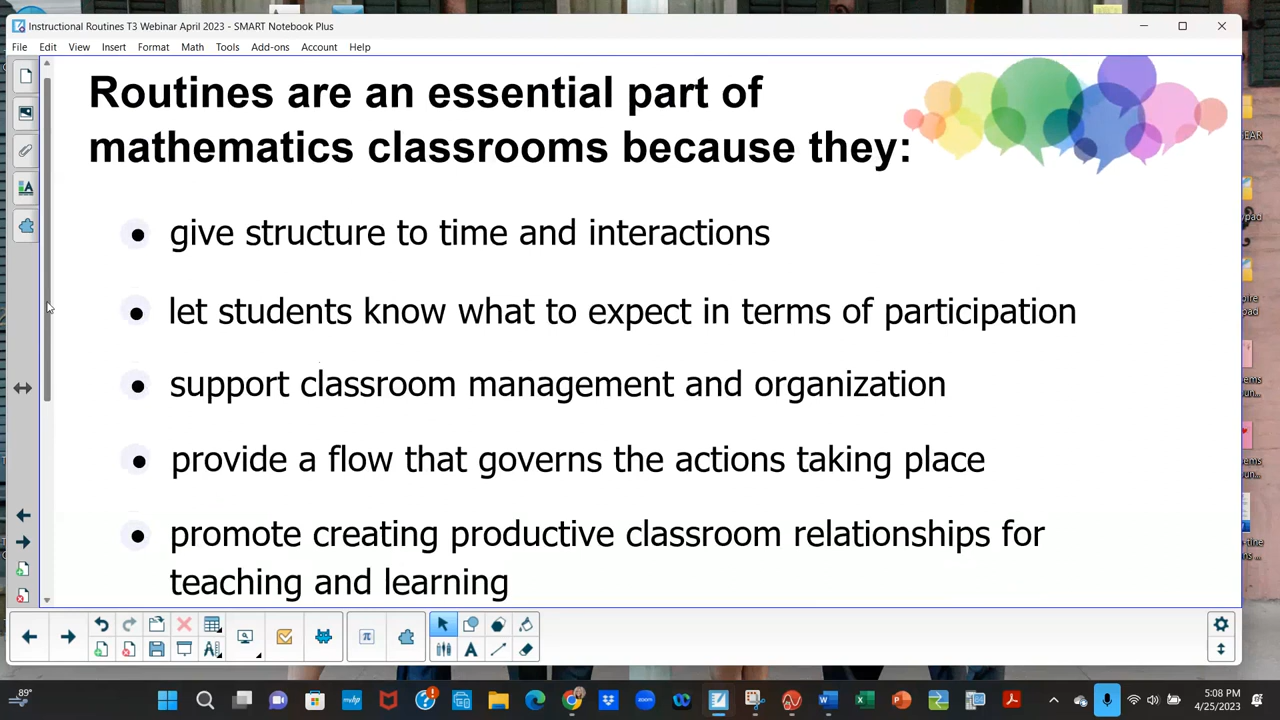 Instructional Routines T3 Webinar April 2023 - SMART Notebook Plus
File Edit View Insert Format Math Tools Add-ons Account Help
Routines are an essential part of
mathematics classrooms because they:
• give structure to time and interactions
• let students know what to expect in terms of participation
• support classroom management and organization
• provide a flow that governs the actions taking place
• promote creating productive classroom relationships for
teaching and learning
89°
zoom
5:08 PM
4/25/2023